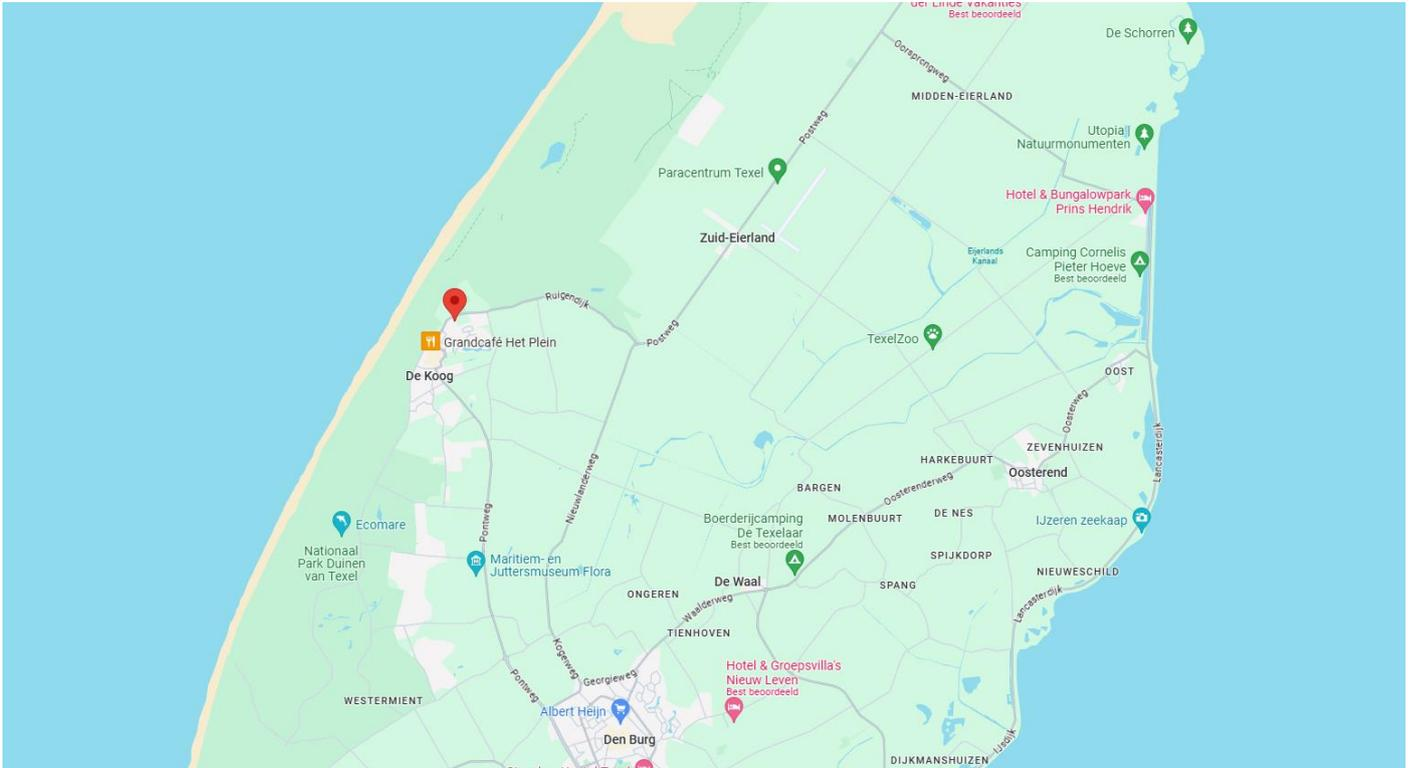 der Linde Vakanties
Best beoordeeld
De Schorren
Oorsprongweg
MIDDEN-EIERLAND
Postweg
Utopia |
Natuurmonumenten
Paracentrum Texel
Hotel & Bungalowpark
Prins Hendrik
Zuid-Eierland
Eijerlands
Kanaal
Camping Cornelis
Pieter Hoeve
Best beoordeeld
Ruigendijk
Postweg
TexelZoo
Grandcafé Het Plein
De Koog
OOST
Oosterweg
Lancasterdijk
ZEVENHUIZEN
HARKEBUURT
Oosterend
Nieuwlanderweg
BARGEN
Oosterenderweg
Pontweg
Ecomare
Nationaal
Park Duinen
van Texel
Boerderijcamping
De Texelaar
Best beoordeeld
MOLENBUURT
DE NES
IJzeren zeekaap
SPIJKDORP
Maritiem- en
Juttersmuseum Flora
De Waal
NIEUWESCHILD
SPANG
ONGEREN
Waalderweg
Lancasterdijk
TIENHOVEN
Kogerweg
Pontweg
Georgieweg
Hotel & Groepsvilla's
Nieuw Leven
Best beoordeeld
WESTERMIENT
Albert Heijn
Den Burg
IJsdijk
DIJKMANSHUIZEN